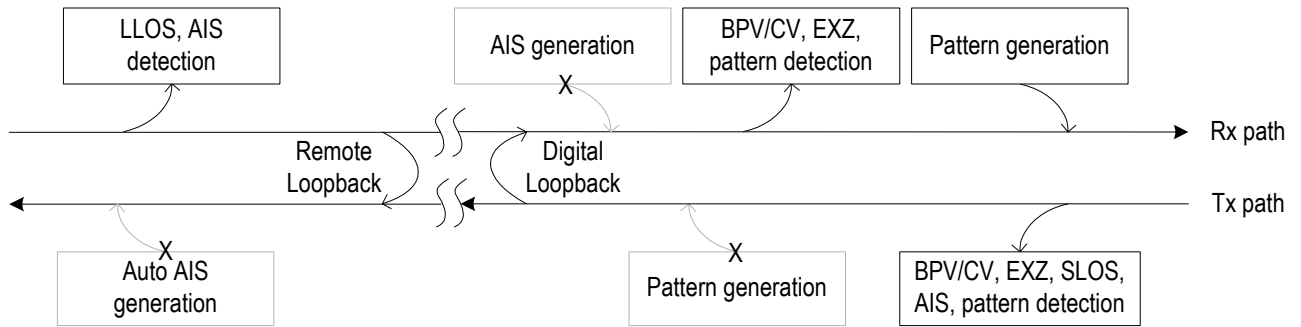 LLOS, AIS
detection
AIS generation
X
BPV/CV, EXZ,
pattern detection
Pattern generation
Rx path
Remote
Loopback
Digital
Loopback
Tx path
X
Auto AIS
generation
X
Pattern generation
BPV/CV, EXZ, SLOS,
AIS, pattern detection